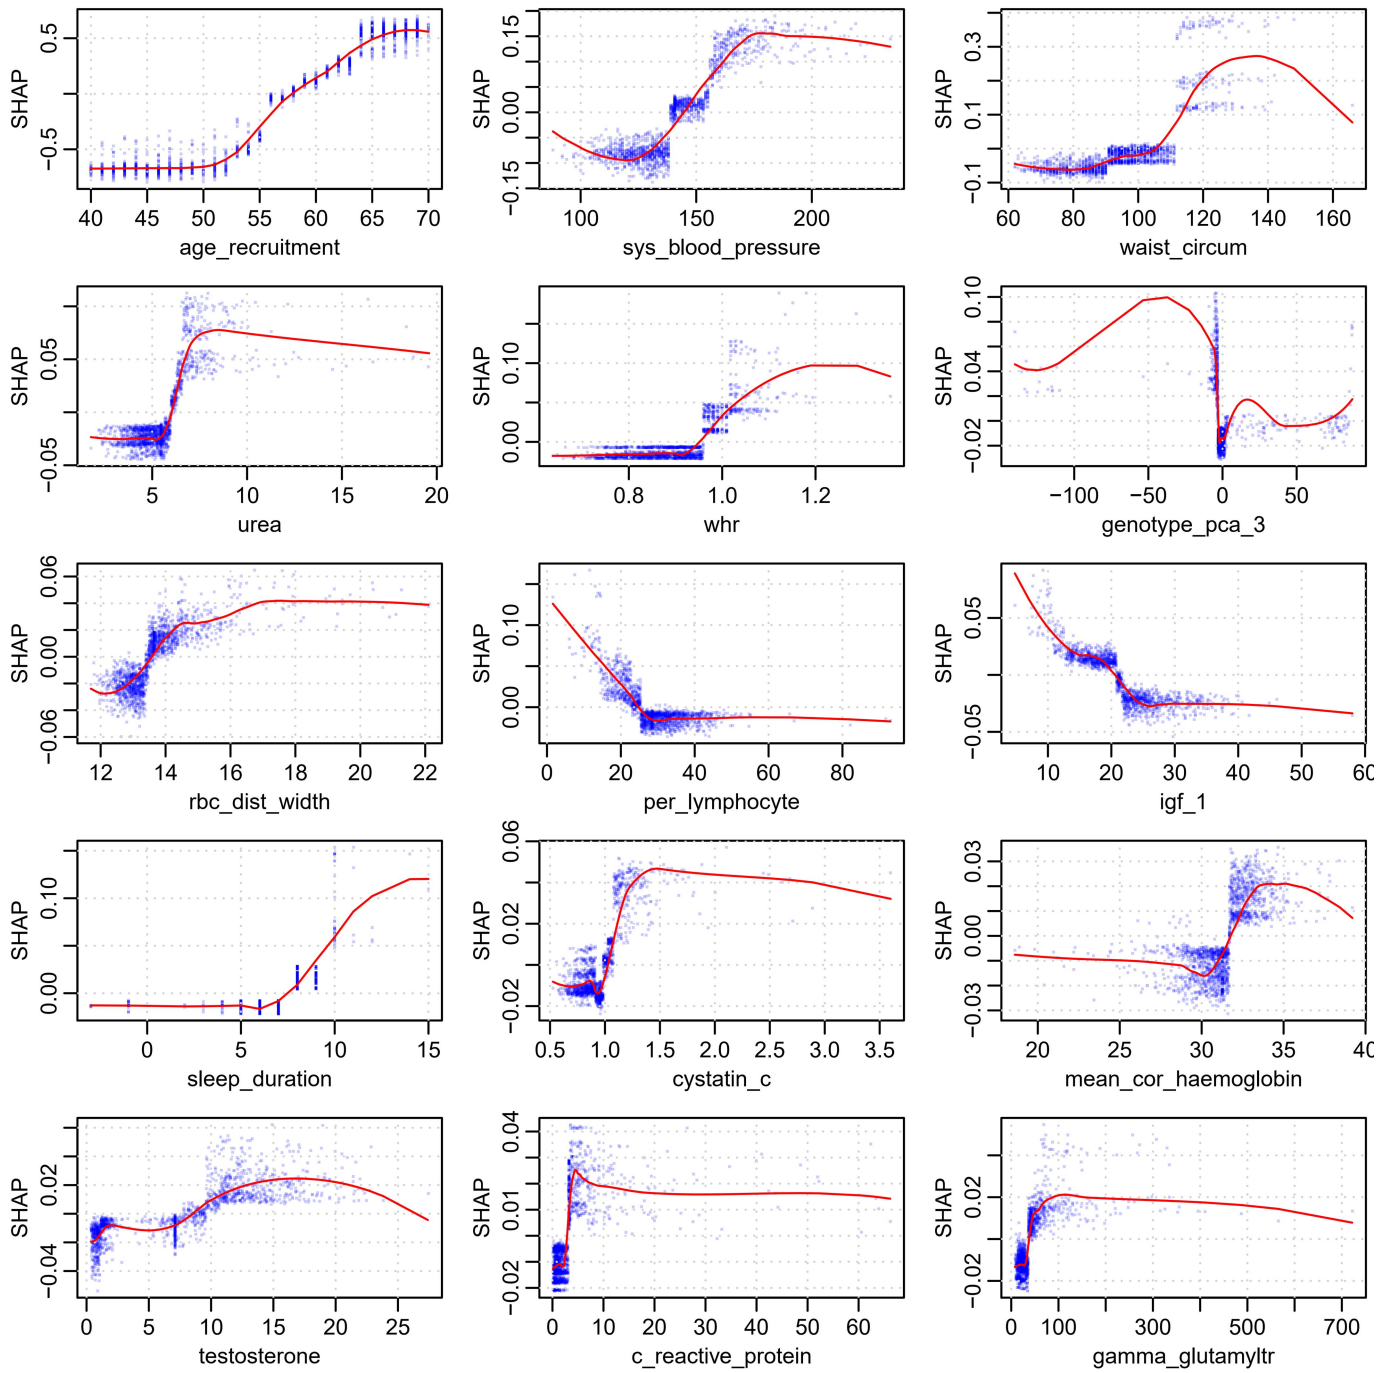 SHAP
−0.5 0.5
40 45 50 55 60 65 70
age_recruitment
SHAP
−0.15 0.00 0.15
100 150 200
sys_blood_pressure
SHAP
−0.1 0.1 0.3
60 80 100 120 140 160
waist_circum
SHAP
−0.05 0.05
5 10 15 20
urea
SHAP
0.00 0.10
0.8 1.0 1.2
whr
SHAP
−0.02 0.04 0.10
−100 −50 0 50
genotype_pca_3
SHAP
−0.06 0.00 0.06
12 14 16 18 20 22
rbc_dist_width
SHAP
0.00 0.10
0 20 40 60 80
per_lymphocyte
SHAP
−0.05 0.05
10 20 30 40 50 60
igf_1
SHAP
0.00 0.10
0 5 10 15
sleep_duration
SHAP
−0.02 0.02 0.06
0.5 1.0 1.5 2.0 2.5 3.0 3.5
cystatin_c
SHAP
−0.03 0.00 0.03
20 25 30 35 40
mean_cor_haemoglobin
SHAP
−0.04 0.02
0 5 10 15 20 25
testosterone
SHAP
−0.02 0.01 0.04
0 10 20 30 40 50 60
c_reactive_protein
SHAP
−0.02 0.02
0 100 300 500 700
gamma_glutamyltr